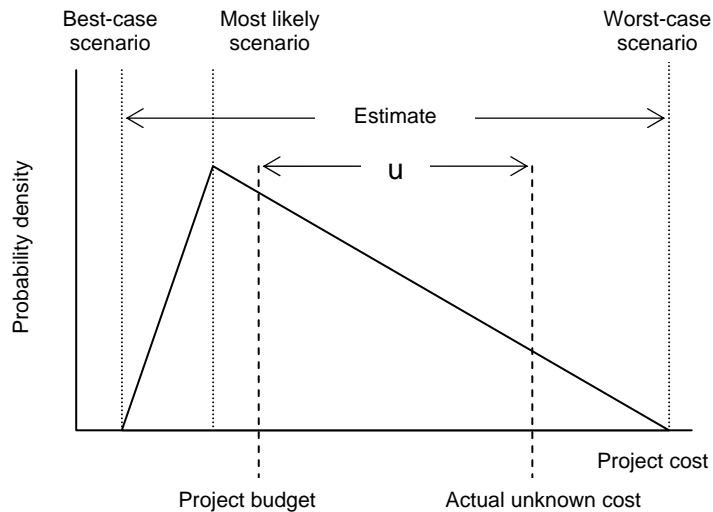 Best-case
scenario
Most likely
scenario
Worst-case
scenario
Estimate
u
Probability density
Project cost
Project budget
Actual unknown cost